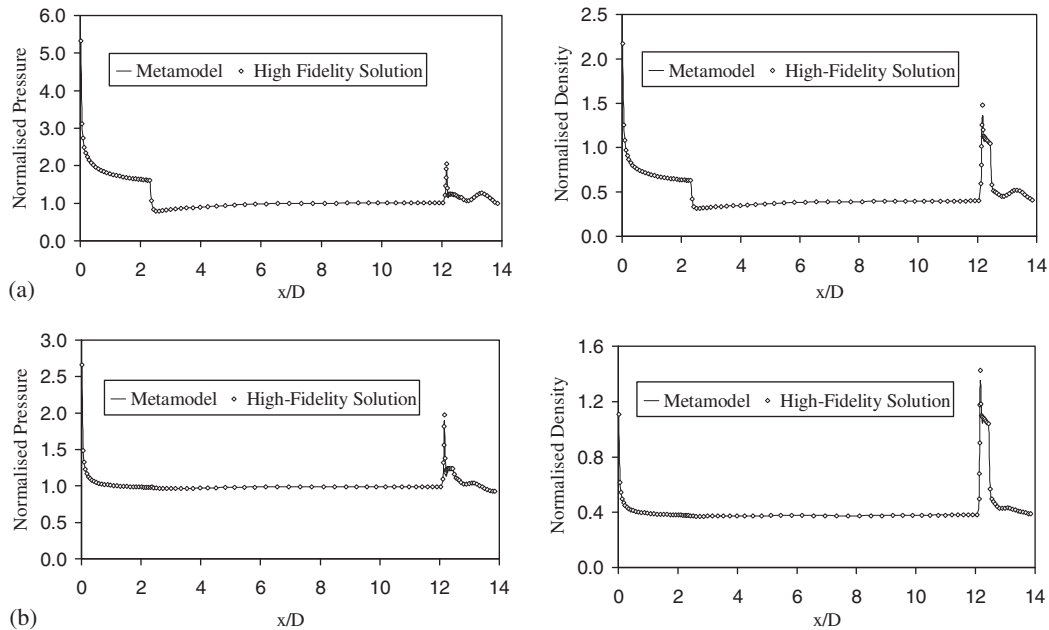 6.0
5.0
4.0
3.0
2.0
1.0
0.0
Normalised Pressure
Metamodel High Fidelity Solution
0 2 4 6 8 10 12 14
x/D
(a)
2.5
2.0
1.5
1.0
0.5
0.0
Normalised Density
Metamodel High-Fidelity Solution
0 2 4 6 8 10 12 14
x/D
3.0
2.5
2.0
1.5
1.0
0.5
0.0
Normalised Pressure
Metamodel High-Fidelity Solution
0 2 4 6 8 10 12 14
x/D
(b)
1.6
1.2
0.8
0.4
0.0
Normalised Density
Metamodel High-Fidelity Solution
0 2 4 6 8 10 12 14
x/D